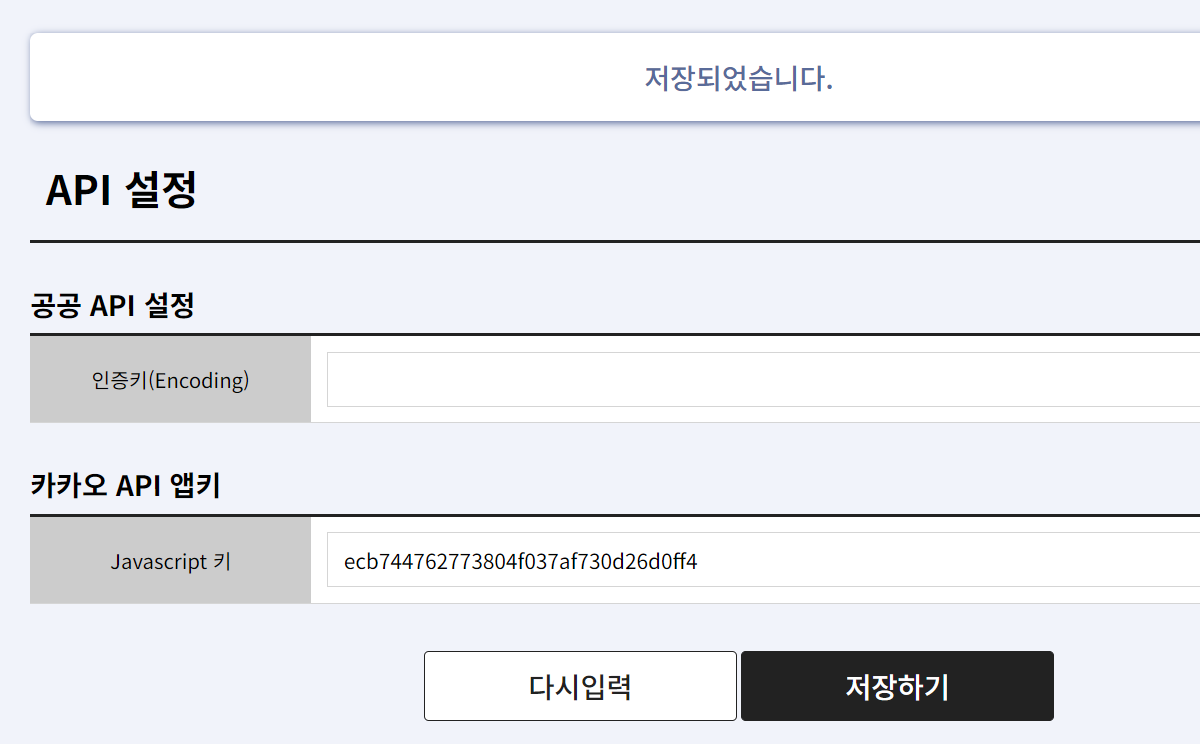 저장되었습니다.
API 설정
공공 API 설정
인증키(Encoding)
카카오 API 앱키
Javascript 키
ecb744762773804f037af730d26d0ff4
다시입력
저장하기